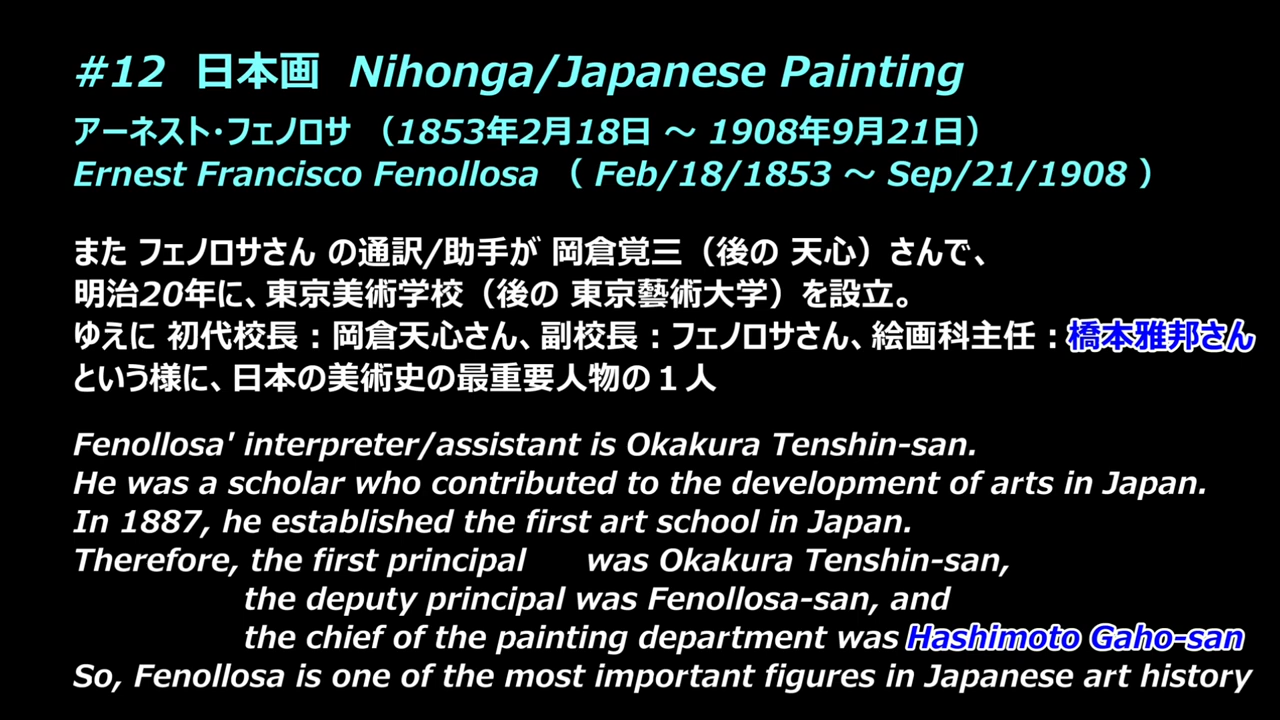 #12 日本画 Nihonga/Japanese Painting
アーネスト・フェノロサ （1853年2月18日 ～ 1908年9月21日）
Ernest Francisco Fenollosa （ Feb/18/1853 ～ Sep/21/1908 ）
また フェノロサさん の通訳/助手が 岡倉覚三（後の 天心）さんで、
明治20年に、東京美術学校（後の 東京藝術大学）を設立。
ゆえに 初代校長：岡倉天心さん、副校長：フェノロサさん、絵画科主任：橋本雅邦さん
という様に、日本の美術史の最重要人物の１人
Fenollosa' interpreter/assistant is Okakura Tenshin-san.
He was a scholar who contributed to the development of arts in Japan.
In 1887, he established the first art school in Japan.
Therefore, the first principal was Okakura Tenshin-san,
the deputy principal was Fenollosa-san, and
the chief of the painting department was Hashimoto Gaho-san
So, Fenollosa is one of the most important figures in Japanese art history